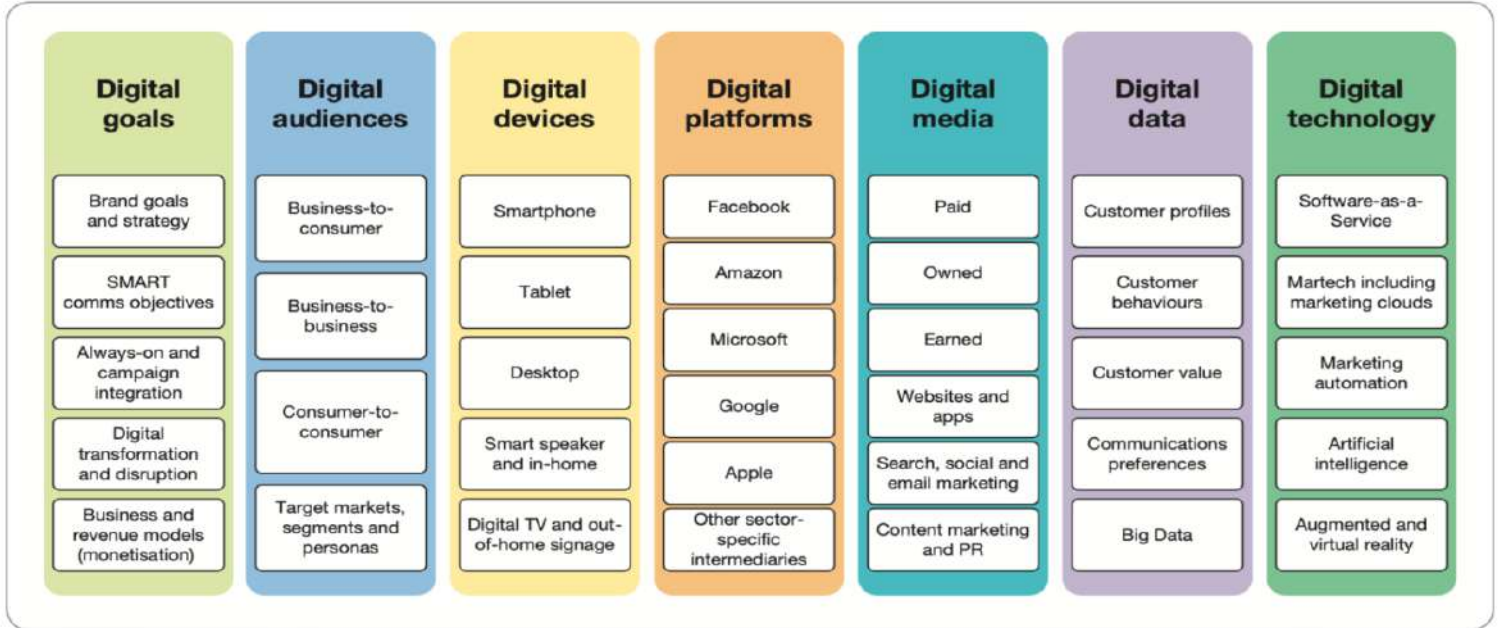 Digital
goals
Brand goals
and strategy
SMART
comms objectives
Always-on and
campaign
integration
Digital
transformation
and disruption
Business and
revenue models
(monetisation)
Digital
audiences
Business-to-
consumer
Business-to-
business
Consumer-to-
consumer
Target markets,
segments and
personas
Digital
devices
Smartphone
Tablet
Desktop
Smart speaker
and in-home
Digital TV and out-
of-home signage
Digital
platforms
Facebook
Amazon
Microsoft
Google
Apple
Other sector-
specific
intermediaries
Digital
media
Paid
Owned
Earned
Websites and
apps
Search, social and
email marketing
Content marketing
and PR
Digital
data
Customer profiles
Customer
behaviours
Customer value
Communications
preferences
Big Data
Digital
technology
Software-as-a-
Service
Martech including
marketing clouds
Marketing
automation
Artificial
intelligence
Augmented and
virtual reality